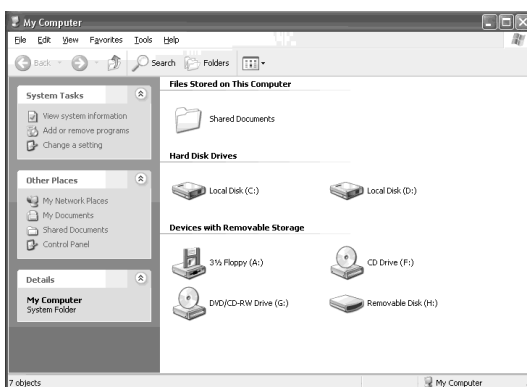 My Computer
File Edit View Favorites Tools Help
Back Search Folders
System Tasks
View system information
Add or remove programs
Change a setting
Other Places
My Network Places
My Documents
Shared Documents
Control Panel
Details
My Computer
System Folder
Files Stored on This Computer
Shared Documents
Hard Disk Drives
Local Disk (C:) Local Disk (D:)
Devices with Removable Storage
3½ Floppy (A:) CD Drive (F:)
DVD/CD-RW Drive (G:) Removable Disk (H:)
7 objects My Computer